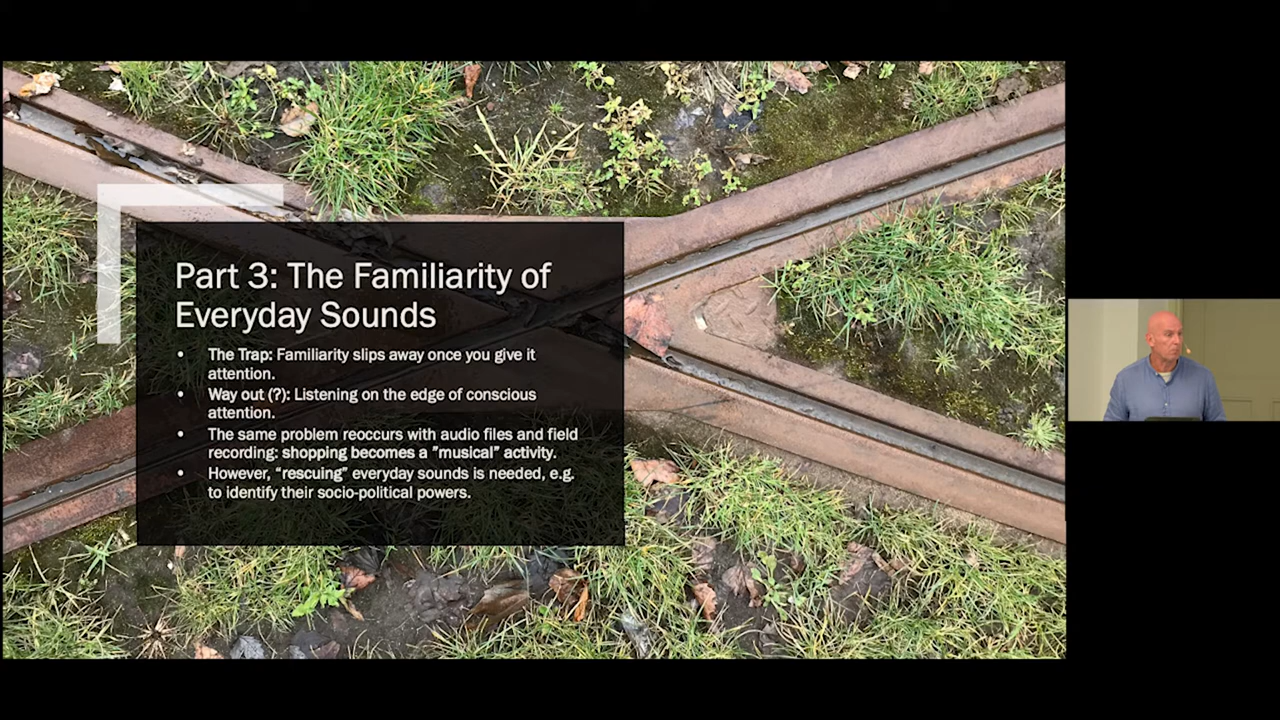 Part 3: The Familiarity of
Everyday Sounds
• The Trap: Familiarity slips away once you give it
attention.
• Way out (?): Listening on the edge of conscious
attention.
• The same problem reoccurs with audio files and field
recording: shopping becomes a ”musical” activity.
• However, “rescuing” everyday sounds is needed, e.g.
to identify their socio-political powers.